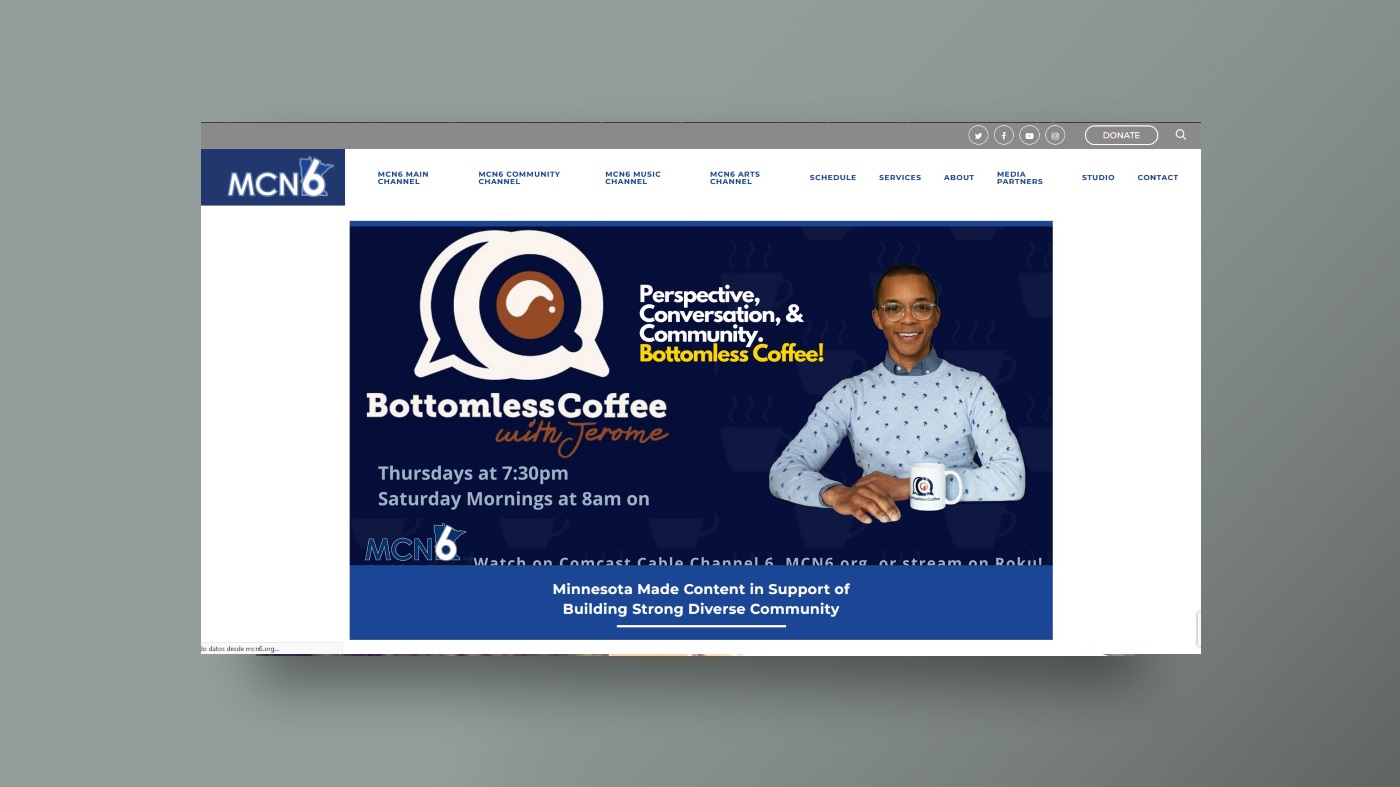 DONATE
MCN6
MCN6 MAIN
CHANNEL
MCN6 COMMUNITY
CHANNEL
MCN6 MUSIC
CHANNEL
MCN6 ARTS
CHANNEL
SCHEDULE
SERVICES
ABOUT
MEDIA
PARTNERS
STUDIO
CONTACT
Perspective,
Conversation, &
Community.
Bottomless Coffee!
BottomlessCoffee
with Jerome
Thursdays at 7:30pm
Saturday Mornings at 8am on
MCN6
Watch on Comcast Cable Channel 6, MCN6.org, or stream on Roku!
BottomlessCoffee
Minnesota Made Content in Support of
Building Strong Diverse Community
do datos desde mcn6.org...